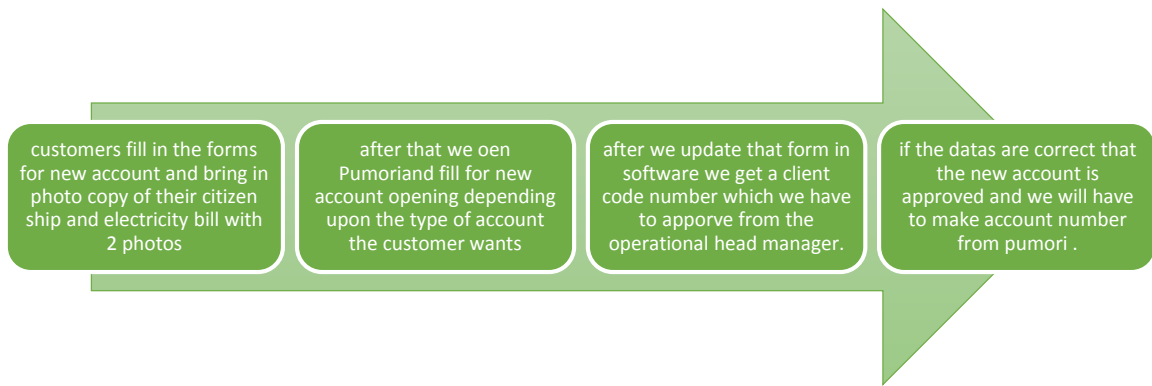 customers fill in the forms
for new account and bring in
photo copy of their citizen
ship and electricity bill with
2 photos
after that we oen
Pumoriand fill for new
account opening depending
upon the type of account
the customer wants
after we update that form in
software we get a client
code number which we have
to apporve from the
operational head manager.
if the datas are correct that
the new account is
approved and we will have
to make account number
from pumori .